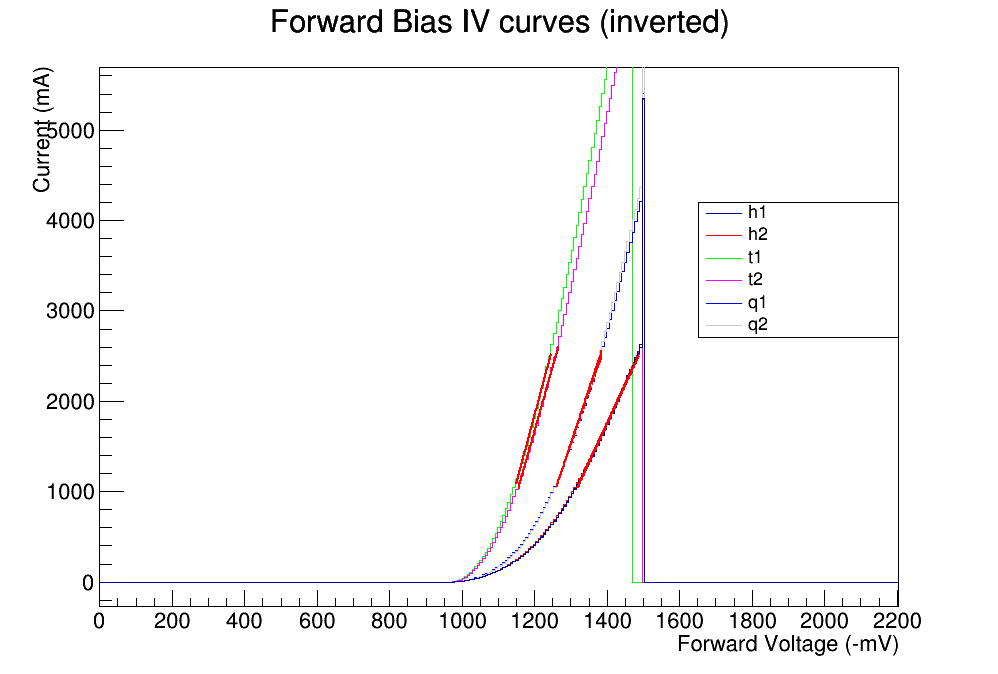 Forward Bias IV curves (inverted)
Current (mA)
5000
4000
3000
2000
1000
0
h1
h2
t1
t2
q1
q2
0 200 400 600 800 1000 1200 1400 1600 1800 2000 2200
Forward Voltage (-mV)